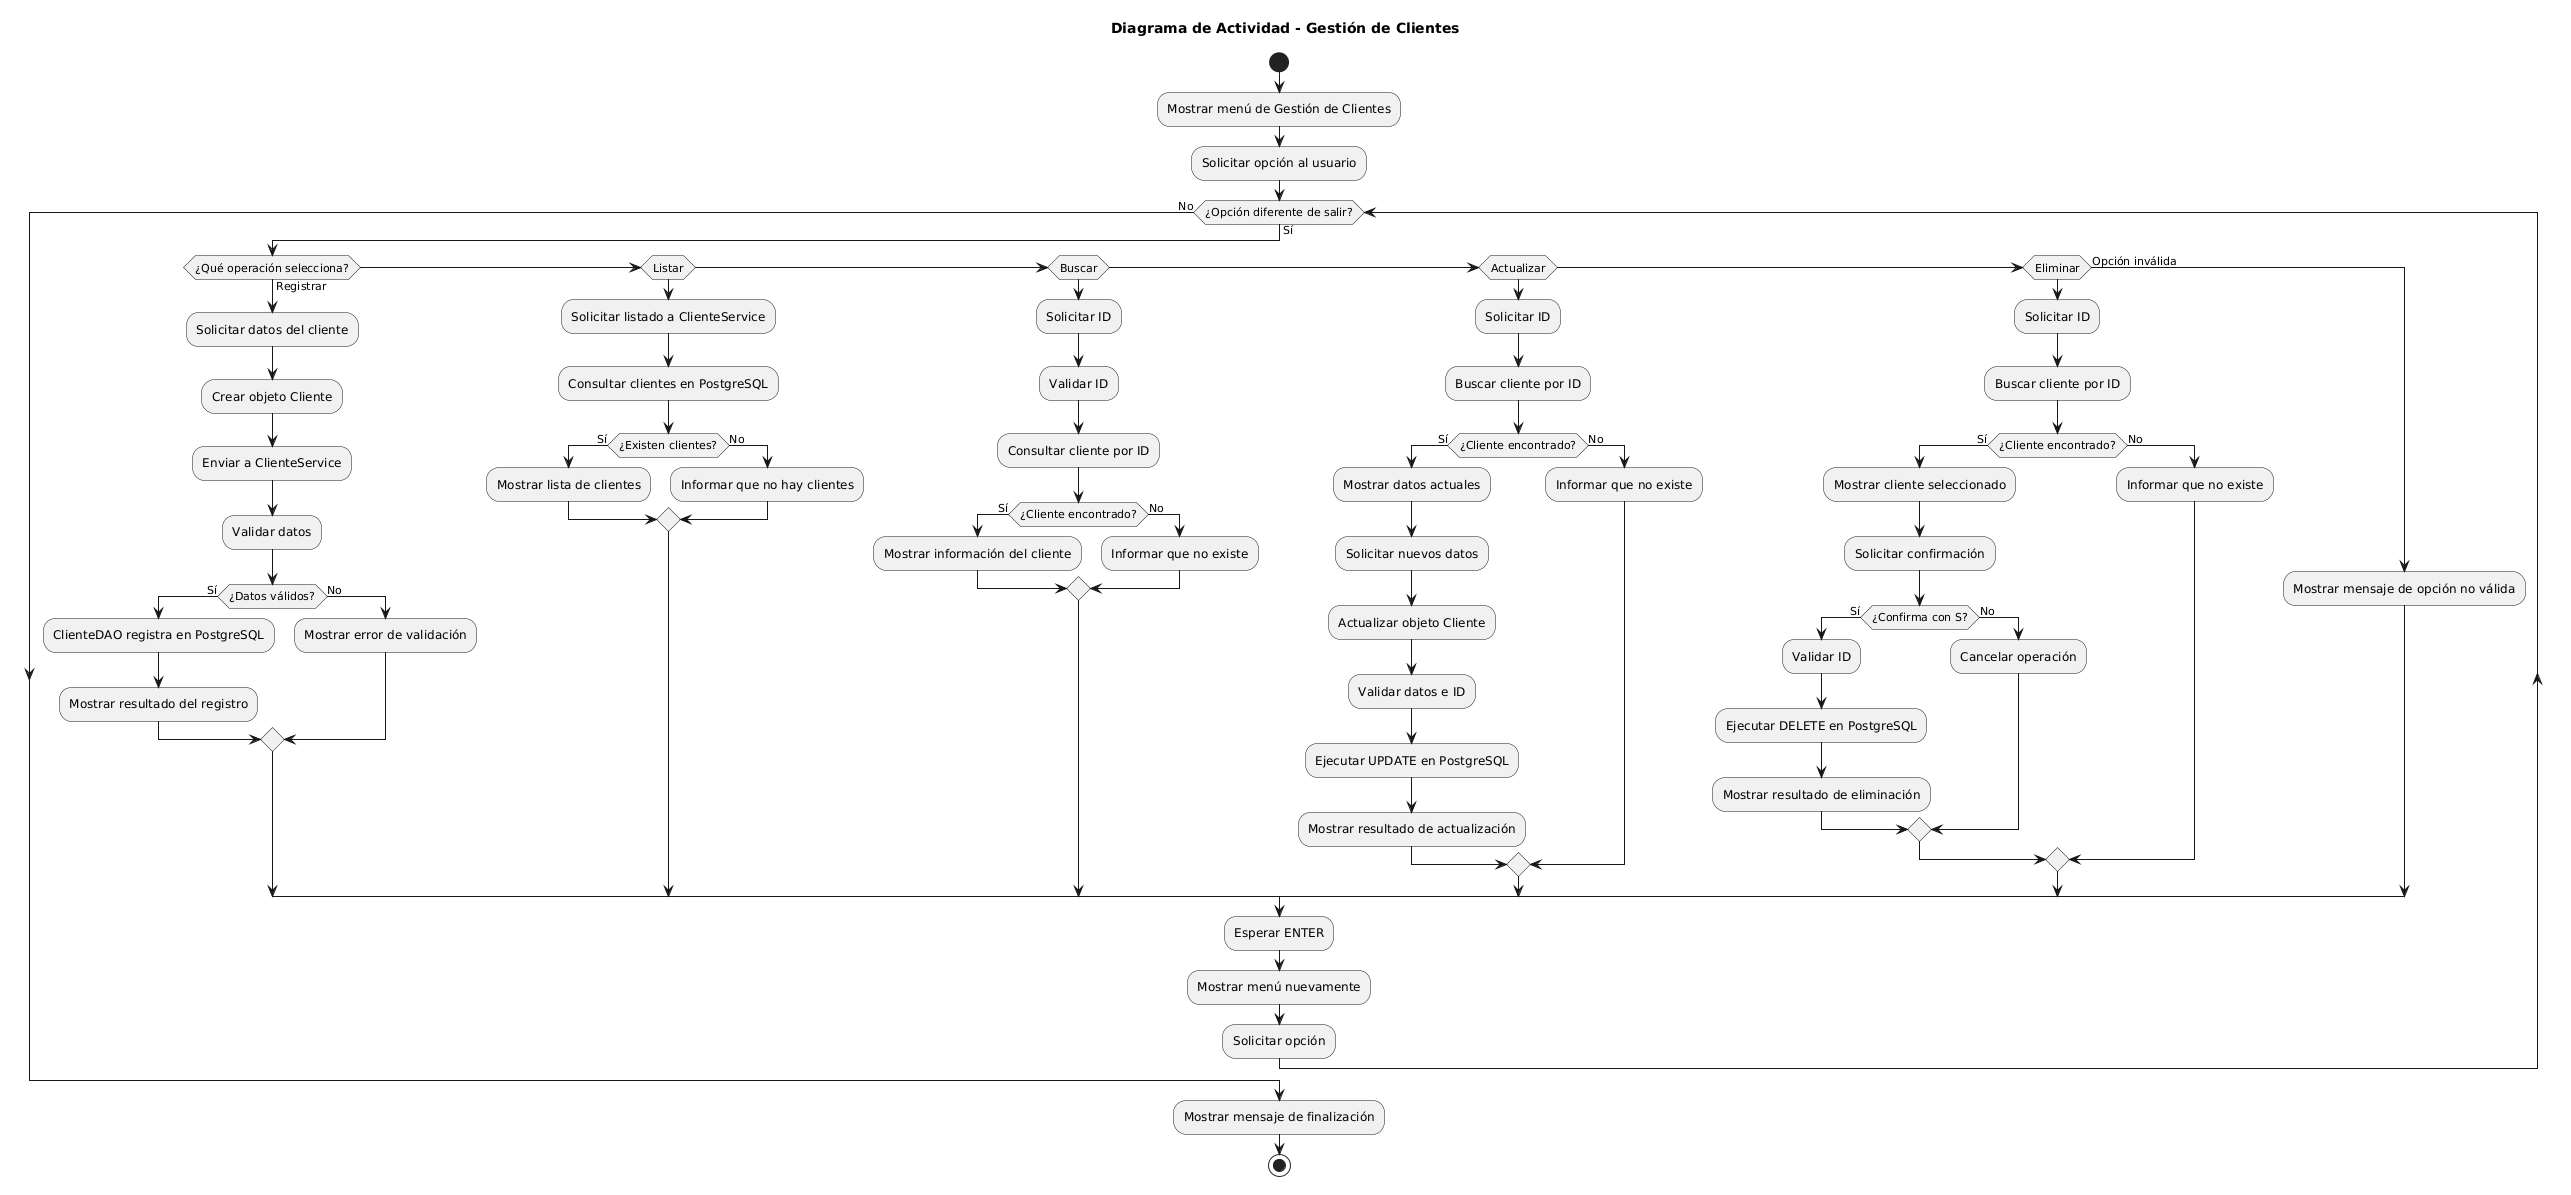 Diagrama de Actividad - Gestión de Clientes
Mostrar menú de Gestión de Clientes
Solicitar opción al usuario
¿Opción diferente de salir?
No
Sí
¿Qué operación selecciona?
Registrar
Solicitar datos del cliente
Crear objeto Cliente
Enviar a ClienteService
Validar datos
¿Datos válidos?
Sí
No
ClienteDAO registra en PostgreSQL
Mostrar resultado del registro
Mostrar error de validación
Listar
Solicitar listado a ClienteService
Consultar clientes en PostgreSQL
¿Existen clientes?
Sí
No
Mostrar lista de clientes
Informar que no hay clientes
Buscar
Solicitar ID
Validar ID
Consultar cliente por ID
¿Cliente encontrado?
Sí
No
Mostrar información del cliente
Informar que no existe
Actualizar
Solicitar ID
Buscar cliente por ID
¿Cliente encontrado?
Sí
No
Mostrar datos actuales
Solicitar nuevos datos
Actualizar objeto Cliente
Validar datos e ID
Ejecutar UPDATE en PostgreSQL
Mostrar resultado de actualización
Informar que no existe
Eliminar
Solicitar ID
Buscar cliente por ID
¿Cliente encontrado?
Sí
No
Mostrar cliente seleccionado
Solicitar confirmación
¿Confirma con S?
Sí
No
Validar ID
Ejecutar DELETE en PostgreSQL
Mostrar resultado de eliminación
Cancelar operación
Informar que no existe
Opción inválida
Mostrar mensaje de opción no válida
Esperar ENTER
Mostrar menú nuevamente
Solicitar opción
Mostrar mensaje de finalización